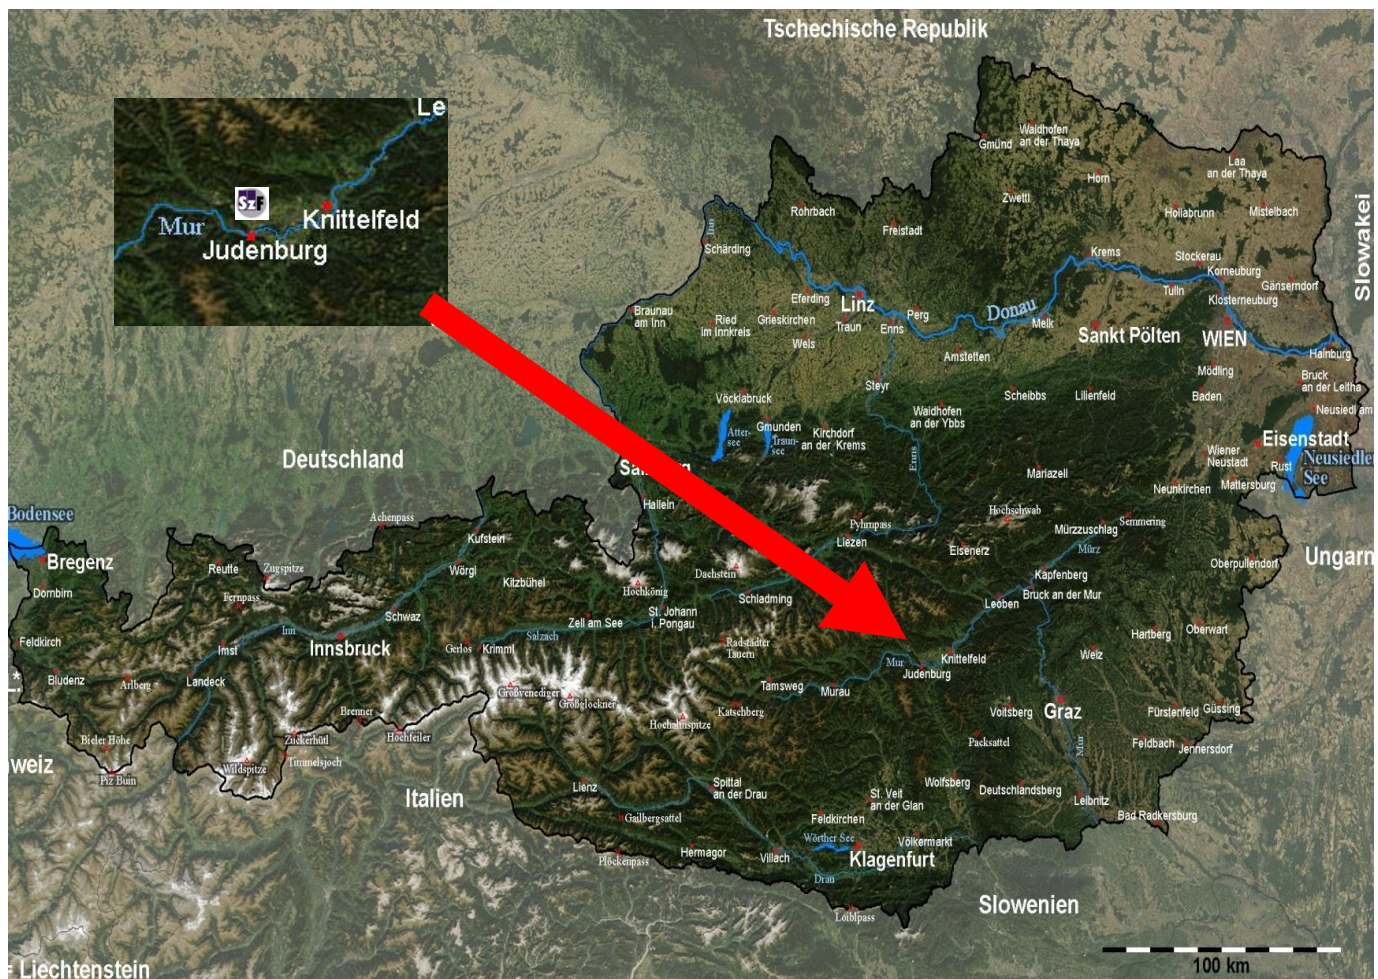 Tschechische Republik
Le
SzF
Mur
Knittelfeld
Judenburg
Waidhofen
an der Thaya
Gmünd
Laa
an der Thaya
Horn
Zwettl
Hollabrunn
Mistelbach
Slowakei
Rohrbach
Freistadt
Inn
Schärding
Krems
Stockerau
Korneuburg
Tulln
Gänserndorf
Klosterneuburg
Eferding
Linz
Donau
Braunau
am Inn
Ried
im Innkreis
Grieskirchen
Traun
Enns
Perg
Melk
Sankt Pölten
WIEN
Wels
Amstetten
Hainburg
Mödling
Bruck
an der Leitha
Steyr
Vöcklabruck
Scheibbs
Lilienfeld
Baden
Waidhofen
an der Ybbs
Neusiedl am
Gmunden
Atter-
see
Traun-
see
Kirchdorf
an der Krems
Enns
Eisenstadt
Wiener
Neustadt
Rust
Neusiedler
See
Deutschland
Mariazell
Neunkirchen
Mattersburg
Hallein
Bodensee
Achenpass
Hochschwab
Pyhrnpass
Mürzzuschlag
Semmering
Kufstein
Liezen
Eisenerz
Mürz
Ungarn
Bregenz
Reutte
Zugspitze
Wörgl
Kitzbühel
Dachstein
Kapfenberg
Oberpullendorf
Dornbirn
Fernpass
Hochkönig
Schladming
Leoben
Bruck an der Mur
Schwaz
St. Johann
i. Pongau
Zell am See
Inn
Salzach
Hartberg
Oberwart
Feldkirch
Imst
Innsbruck
Gerlos
Krimml
Radstädter
Tauern
Knittelfeld
Mur
Judenburg
Weiz
Bludenz
Arlberg
Landeck
Großvenediger
Großglockner
Tamsweg
Murau
L.*
Brenner
Hochalmspitze
Katschberg
Voitsberg
Graz
Fürstenfeld
Güssing
Bieler Höhe
Zuckerhütl
Hochfeiler
Packsattel
Mur
Feldbach
Jennersdorf
weiz
Piz Buin
Wildspitze
Timmelsjoch
Italien
Lienz
Spittal
an der Drau
Wolfsberg
Deutschlandsberg
Leibnitz
St. Veit
an der Glan
Gailbergsattel
Feldkirchen
Bad Radkersburg
Wörther See
Völkermarkt
Plöckenpass
Hermagor
Villach
Klagenfurt
Drau
Slowenien
Loiblpass
100 km
= Liechtenstein